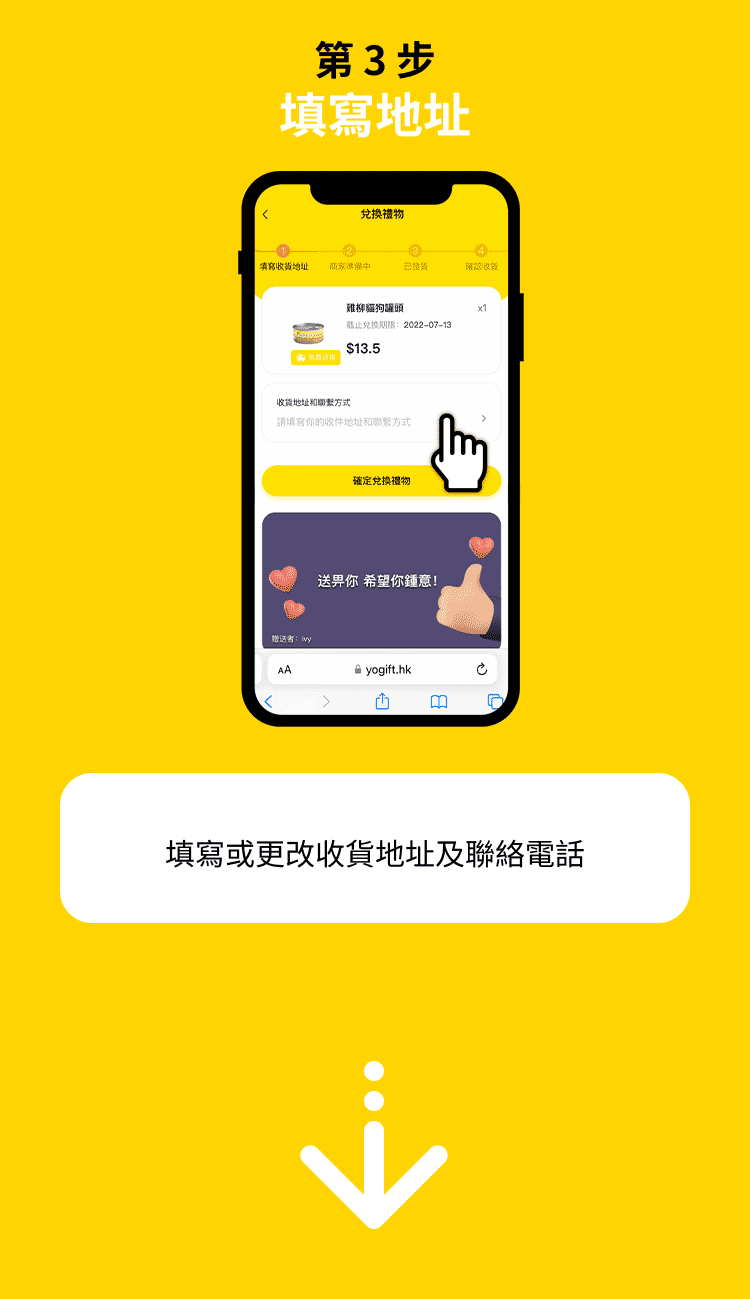 第 3 步
填寫地址
兌換禮物
1 2 3 4
填寫收貨地址 商家準備中 已發貨 確認收貨
雞柳貓狗罐頭 x1
截止兌換期限：2022-07-13
$13.5
收貨地址和聯繫方式
請填寫你的收件地址和聯繫方式
確定兌換禮物
送畀你 希望你鍾意!
贈送者：ivy
AA yogift.hk
填寫或更改收貨地址及聯絡電話